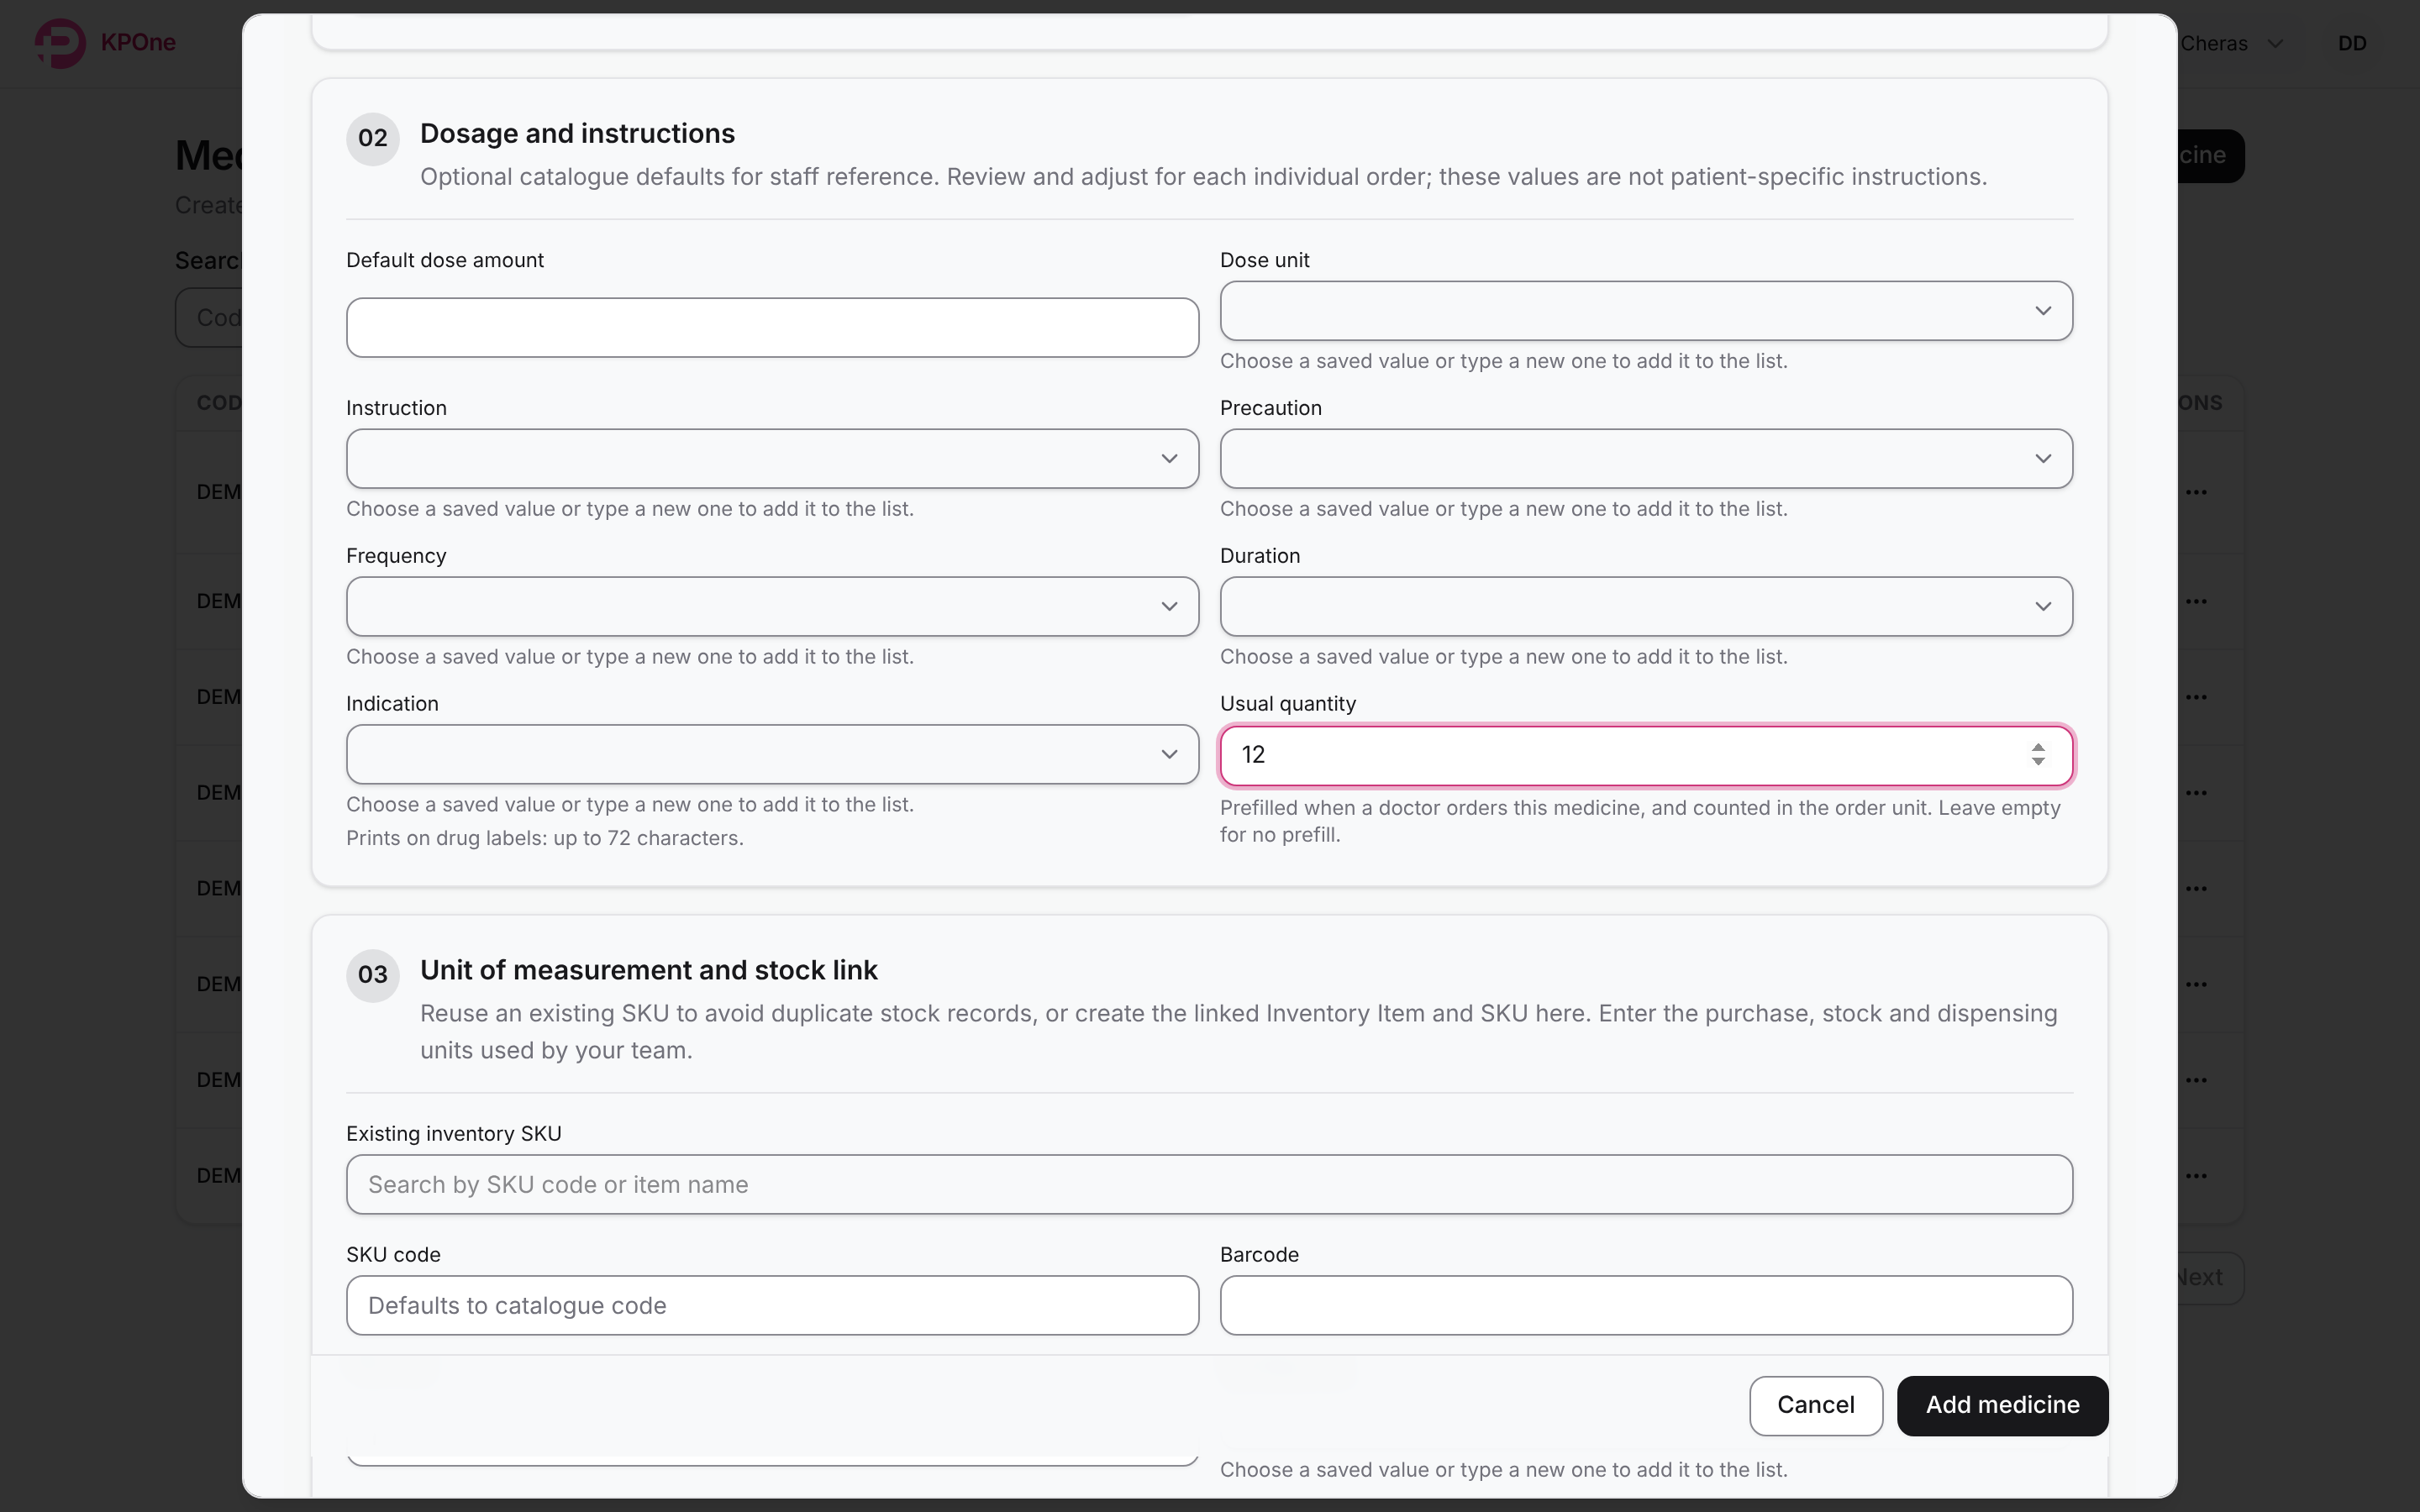 KPOne
Cheras
DD
02
Dosage and instructions
Optional catalogue defaults for staff reference. Review and adjust for each individual order; these values are not patient-specific instructions.
Default dose amount
Dose unit
Choose a saved value or type a new one to add it to the list.
Instruction
Precaution
Choose a saved value or type a new one to add it to the list.
Choose a saved value or type a new one to add it to the list.
Frequency
Duration
Choose a saved value or type a new one to add it to the list.
Choose a saved value or type a new one to add it to the list.
Indication
Usual quantity
12
Choose a saved value or type a new one to add it to the list.
Prints on drug labels: up to 72 characters.
Prefilled when a doctor orders this medicine, and counted in the order unit. Leave empty
for no prefill.
03
Unit of measurement and stock link
Reuse an existing SKU to avoid duplicate stock records, or create the linked Inventory Item and SKU here. Enter the purchase, stock and dispensing
units used by your team.
Existing inventory SKU
Search by SKU code or item name
SKU code
Barcode
Defaults to catalogue code
Cancel
Add medicine
Choose a saved value or type a new one to add it to the list.